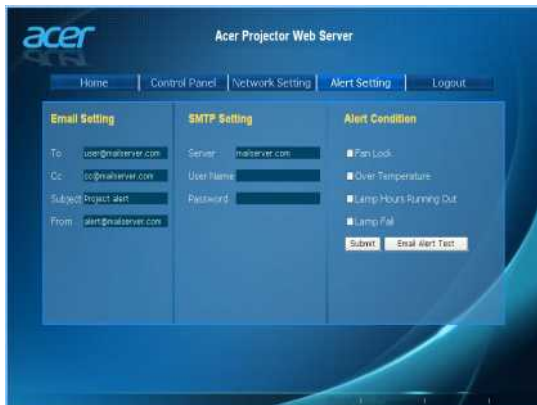 acer
Acer Projector Web Server
Home Control Panel Network Setting Alert Setting Logout
Email Setting
To user@mailserver.com
Cc cc@mailserver.com
Subject Project alert
From alert@mailserver.com
SMTP Setting
Server mailserver.com
User Name
Password
Alert Condition
Fan Lock
Over Temperature
Lamp Hours Running Out
Lamp Fail
Submit Email Alert Test